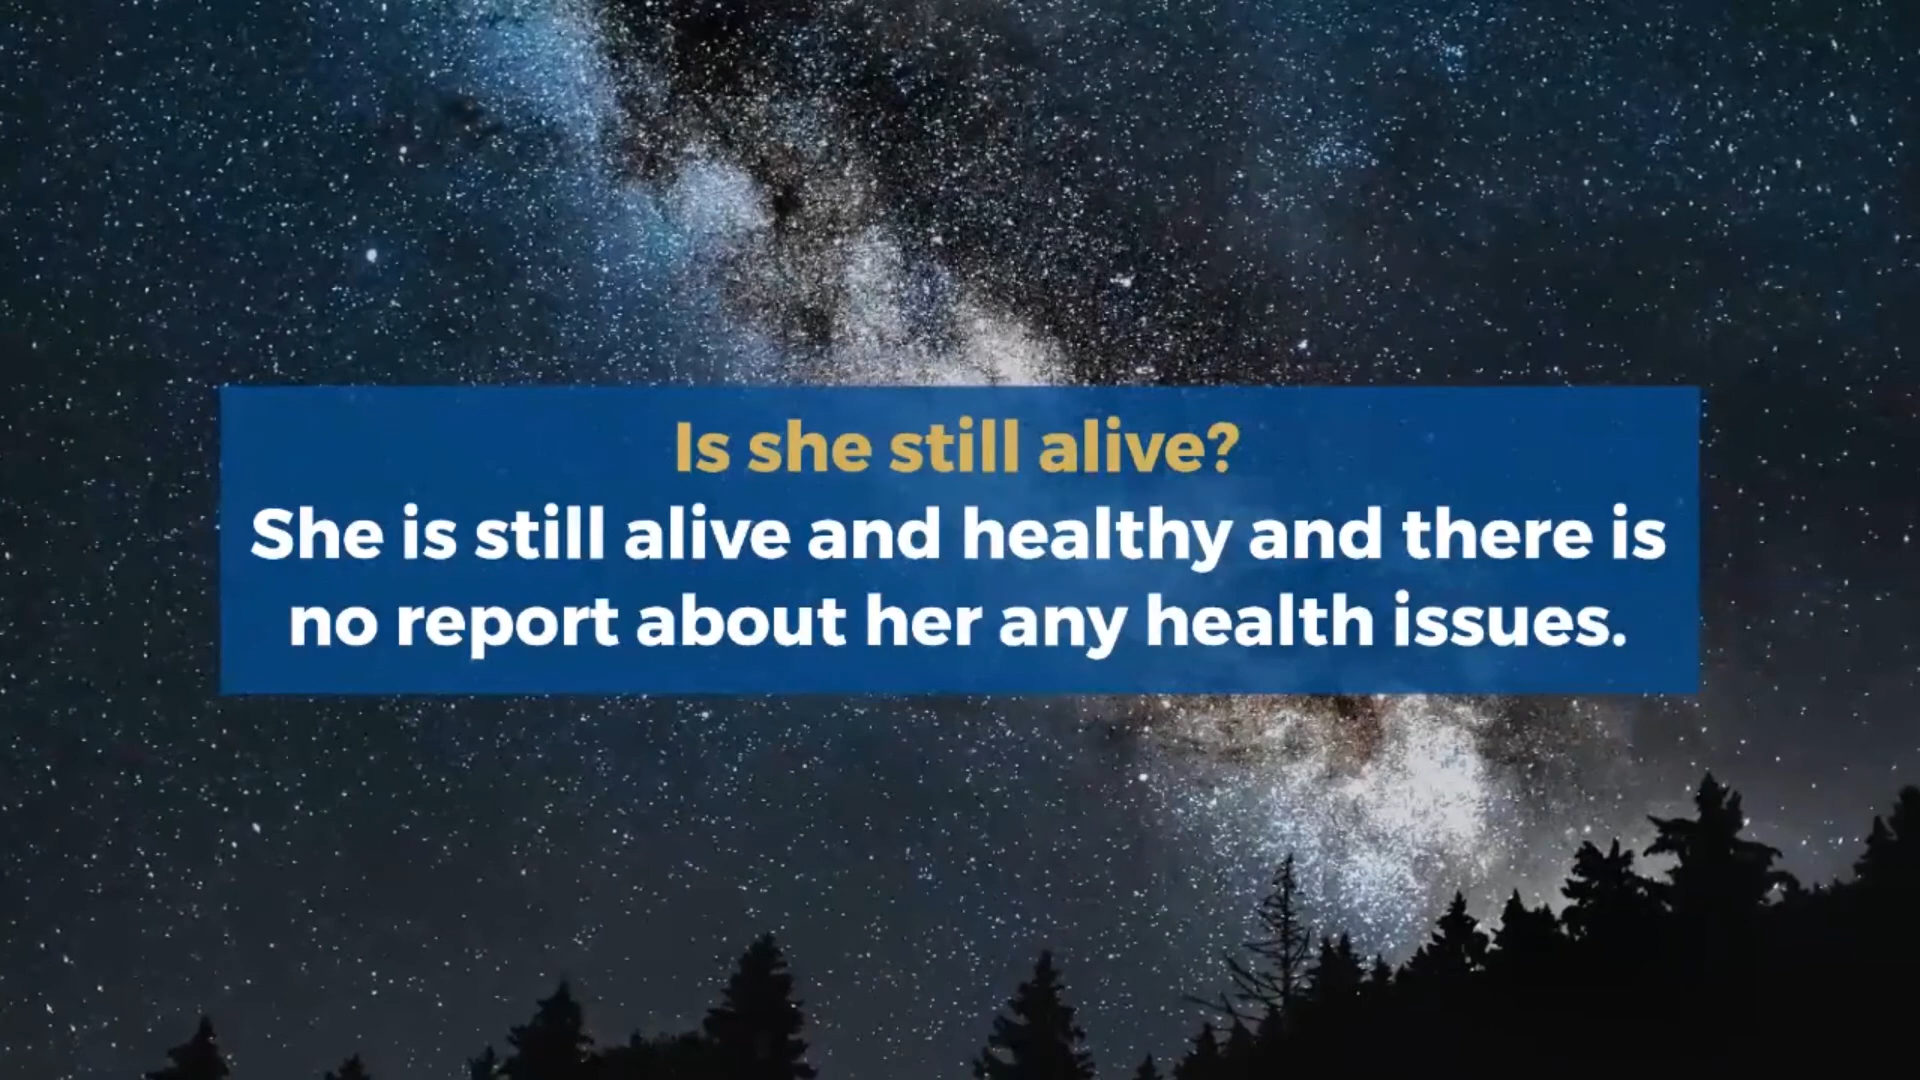 Is she still alive?
She is still alive and healthy and there is
no report about her any health issues.